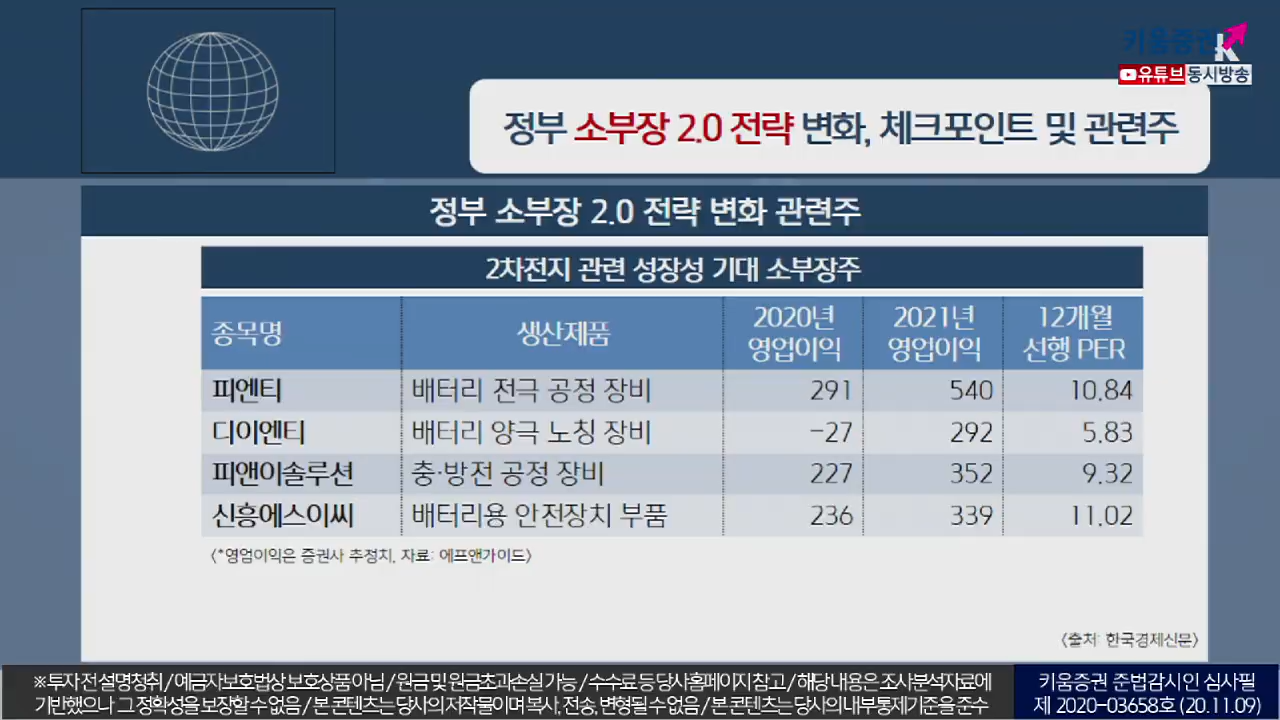 키움증권
유튜브 동시방송
정부 소부장 2.0 전략 변화, 체크포인트 및 관련주
정부 소부장 2.0 전략 변화 관련주
2차전지 관련 성장성 기대 소부장주
종목명 생산제품 2020년 영업이익 2021년 영업이익 12개월 선행 PER
피엔티 배터리 전극 공정 장비 291 540 10.84
디이엔티 배터리 양극 노칭 장비 -27 292 5.83
피앤이솔루션 충·방전 공정 장비 227 352 9.32
신흥에스이씨 배터리용 안전장치 부품 236 339 11.02
(*영업이익은 증권사 추정치, 자료: 에프앤가이드)
(출처: 한국경제신문)
※투자 전 설명청취 / 예금자보호법상 보호상품 아님 / 원금 및 원금초과손실 가능 / 수수료 등 당사홈페이지 참고 / 해당 내용은 조사분석자료에
기반했으나 그 정확성을 보장할 수 없음 / 본 콘텐츠는 당사의 저작물이며 복사, 전송, 변형될 수 없음 / 본 콘텐츠는 당사의 내부통제기준을 준수
키움증권 준법감시인 심사필
제 2020-03658호 (20.11.09)